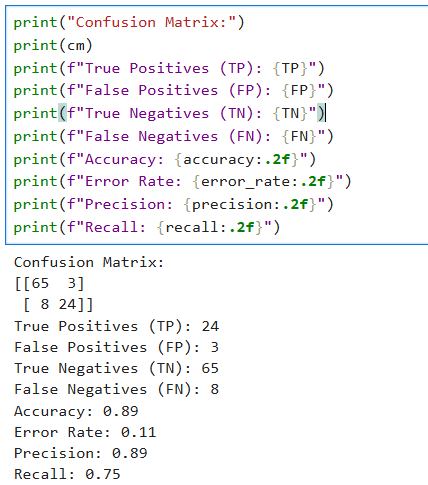 print("Confusion Matrix:")
print(cm)
print(f"True Positives (TP): {TP}")
print(f"False Positives (FP): {FP}")
print(f"True Negatives (TN): {TN}")
print(f"False Negatives (FN): {FN}")
print(f"Accuracy: {accuracy:.2f}")
print(f"Error Rate: {error_rate:.2f}")
print(f"Precision: {precision:.2f}")
print(f"Recall: {recall:.2f}")
Confusion Matrix:
[[65  3]
 [ 8 24]]
True Positives (TP): 24
False Positives (FP): 3
True Negatives (TN): 65
False Negatives (FN): 8
Accuracy: 0.89
Error Rate: 0.11
Precision: 0.89
Recall: 0.75